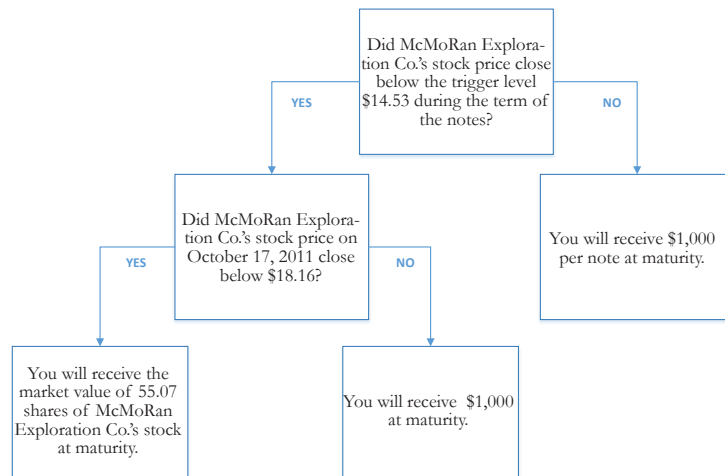 Did McMoRan Explora-
tion Co.'s stock price close
below the trigger level
$14.53 during the term of
the notes?
YES
NO
Did McMoRan Explora-
tion Co.'s stock price on
October 17, 2011 close
below $18.16?
You will receive $1,000
per note at maturity.
YES
NO
You will receive the
market value of 55.07
shares of McMoRan
Exploration Co.'s stock
at maturity.
You will receive $1,000
at maturity.